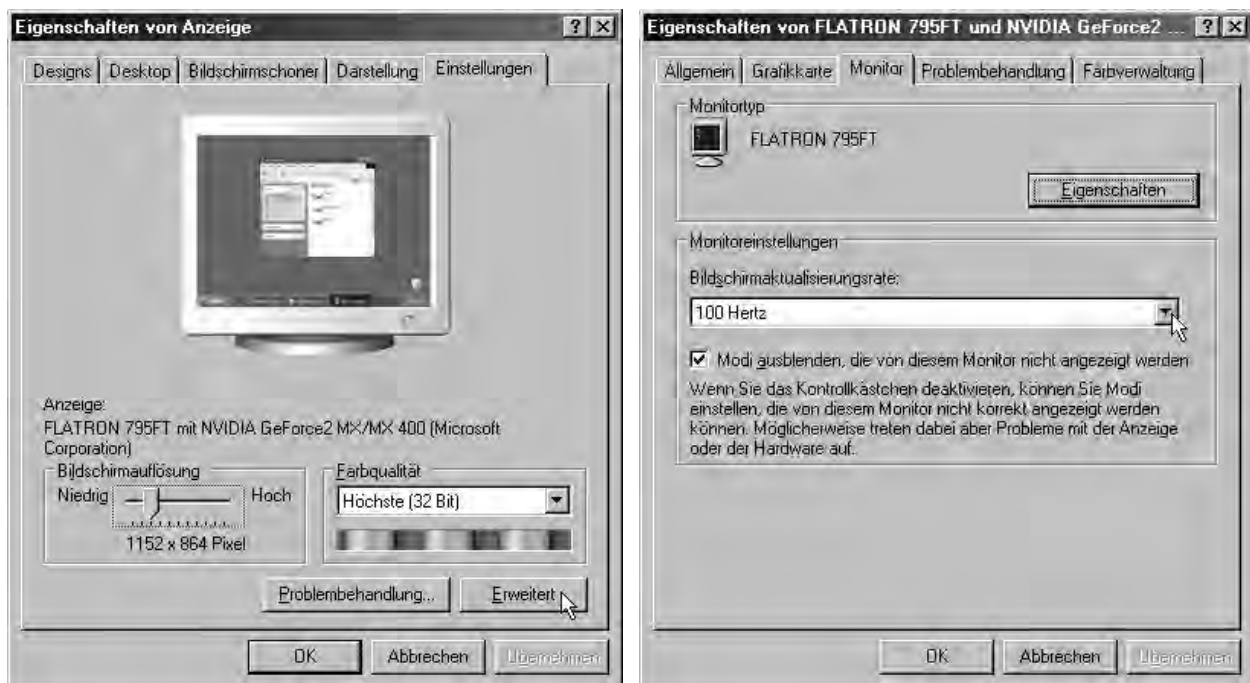 Eigenschaften von Anzeige
Designs
Desktop
Bildschirmschoner
Darstellung
Einstellungen
Anzeige:
FLATRON 795FT mit NVIDIA GeForce2 MX/MX 400 (Microsoft
Corporation)
Bildschirmauflösung
Niedrig
Hoch
1152 x 864 Pixel
Farbqualität
Höchste (32 Bit)
Problembehandlung...
Erweitert
OK
Abbrechen
Übernehmen
Eigenschaften von FLATRON 795FT und NVIDIA GeForce2 ...
Allgemein
Grafikkarte
Monitor
Problembehandlung
Farbverwaltung
Monitortyp
FLATRON 795FT
Eigenschaften
Monitoreinstellungen
Bildschirmaktualisierungsrate:
100 Hertz
Modi ausblenden, die von diesem Monitor nicht angezeigt werden
Wenn Sie das Kontrollkästchen deaktivieren, können Sie Modi
einstellen, die von diesem Monitor nicht korrekt angezeigt werden
können. Möglicherweise treten dabei aber Probleme mit der Anzeige
oder der Hardware auf.
OK
Abbrechen
Übernehmen